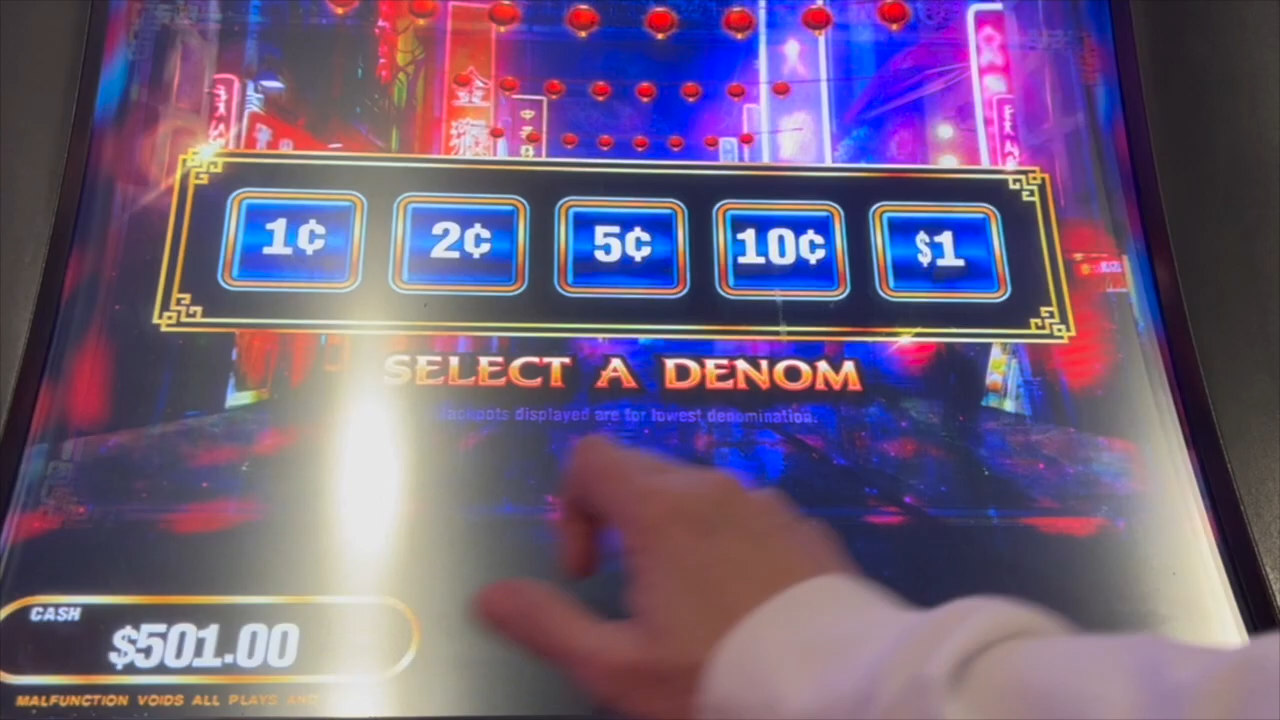 1¢ 2¢ 5¢ 10¢ $1
SELECT A DENOM
Jackpots displayed are for lowest denomination.
CASH
$501.00
MALFUNCTION VOIDS ALL PLAYS AND